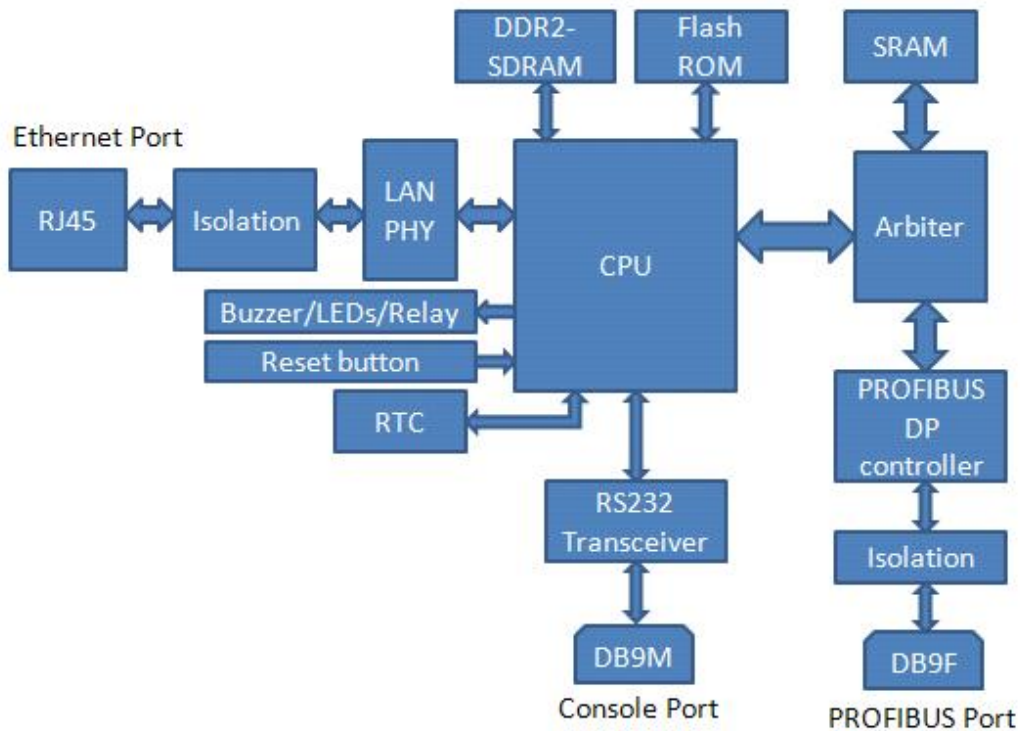 DDR2-
SDRAM
Flash
ROM
SRAM
Ethernet Port
RJ45
Isolation
LAN
PHY
CPU
Arbiter
Buzzer/LEDs/Relay
Reset button
RTC
PROFIBUS
DP
controller
RS232
Transceiver
Isolation
DB9M
DB9F
Console Port
PROFIBUS Port